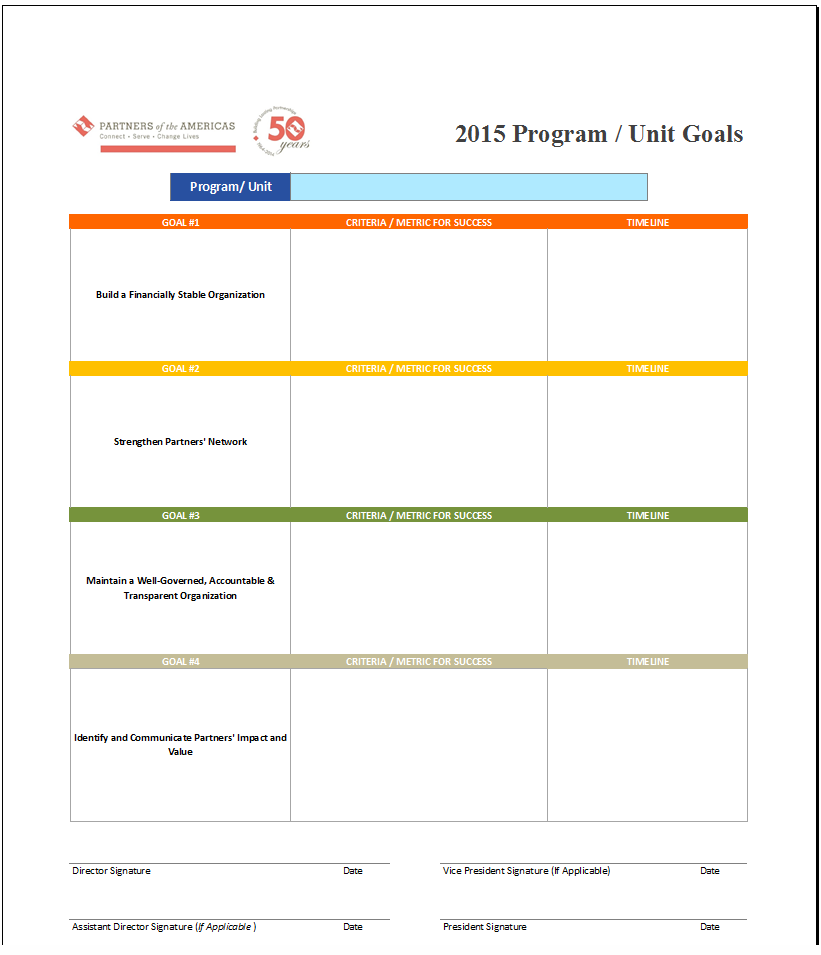 PARTNERS of the AMERICAS
Connect • Serve • Change Lives
50
years
1964-2014
2015 Program / Unit Goals
Program/ Unit
GOAL #1 CRITERIA / METRIC FOR SUCCESS TIMELINE
Build a Financially Stable Organization
GOAL #2 CRITERIA / METRIC FOR SUCCESS TIMELINE
Strengthen Partners' Network
GOAL #3 CRITERIA / METRIC FOR SUCCESS TIMELINE
Maintain a Well-Governed, Accountable &
Transparent Organization
GOAL #4 CRITERIA / METRIC FOR SUCCESS TIMELINE
Identify and Communicate Partners' Impact and
Value
Director Signature Date Vice President Signature (If Applicable) Date
Assistant Director Signature (If Applicable ) Date President Signature Date